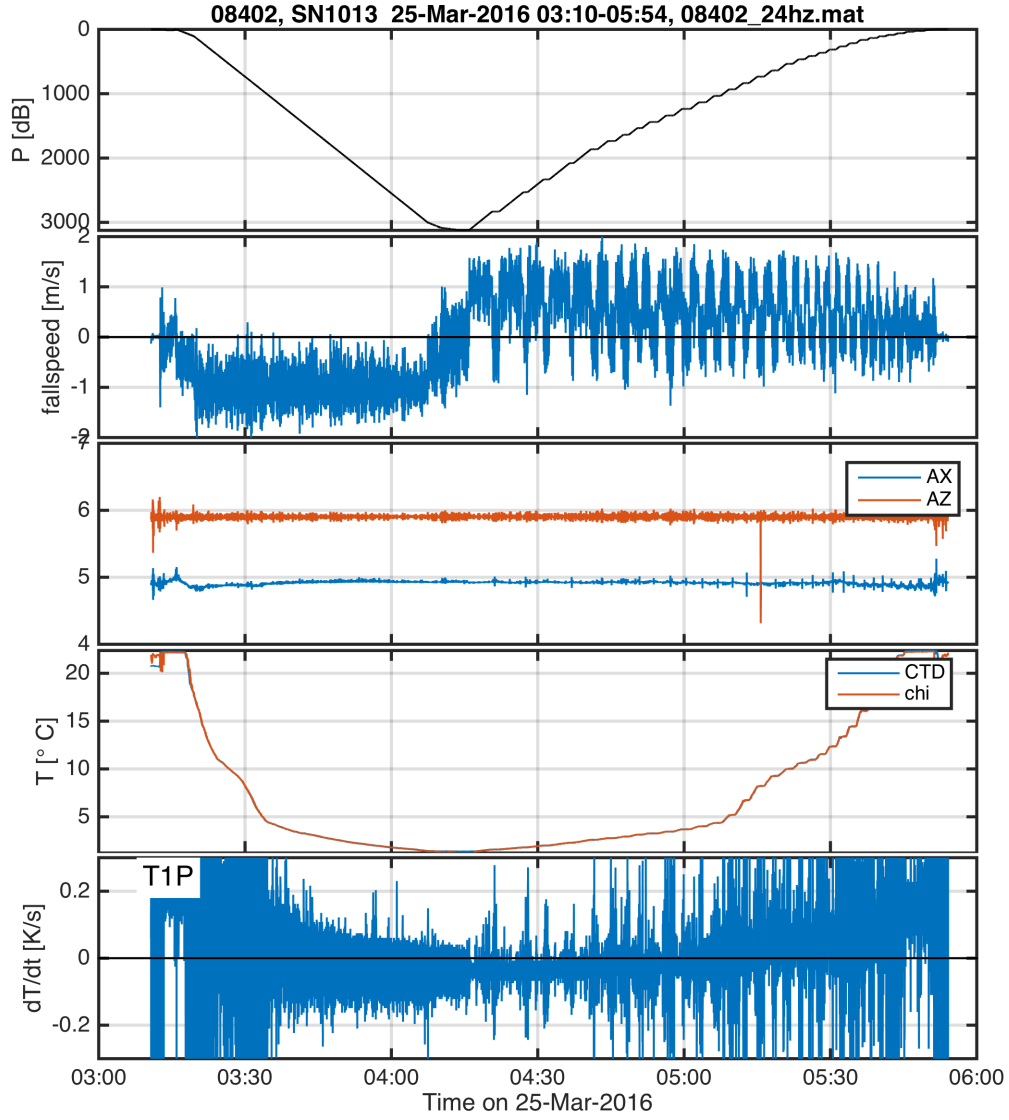 08402, SN1013 25-Mar-2016 03:10-05:54, 08402_24hz.mat
0
1000
2000
3000
P [dB]
2
1
0
-1
-2
fallspeed [m/s]
7
6
5
4
AX
AZ
20
15
10
5
T [° C]
CTD
chi
T1P
0.2
0
-0.2
dT/dt [K/s]
03:00 03:30 04:00 04:30 05:00 05:30 06:00
Time on 25-Mar-2016